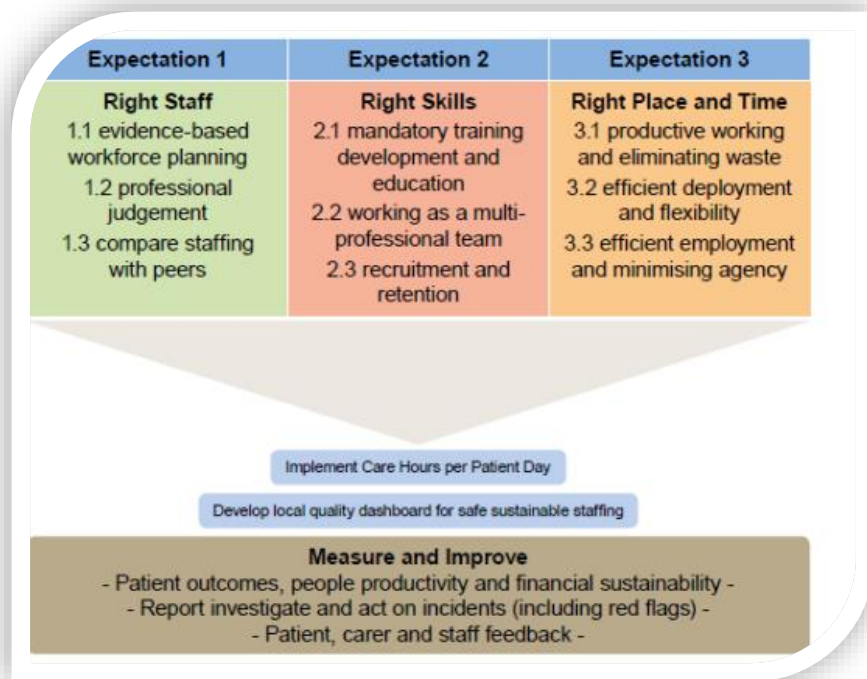 Expectation 1
Expectation 2
Expectation 3
Right Staff
1.1 evidence-based
workforce planning
1.2 professional
judgement
1.3 compare staffing
with peers
Right Skills
2.1 mandatory training
development and
education
2.2 working as a multi-
professional team
2.3 recruitment and
retention
Right Place and Time
3.1 productive working
and eliminating waste
3.2 efficient deployment
and flexibility
3.3 efficient employment
and minimising agency
Implement Care Hours per Patient Day
Develop local quality dashboard for safe sustainable staffing
Measure and Improve
- Patient outcomes, people productivity and financial sustainability -
- Report investigate and act on incidents (including red flags) -
- Patient, carer and staff feedback -